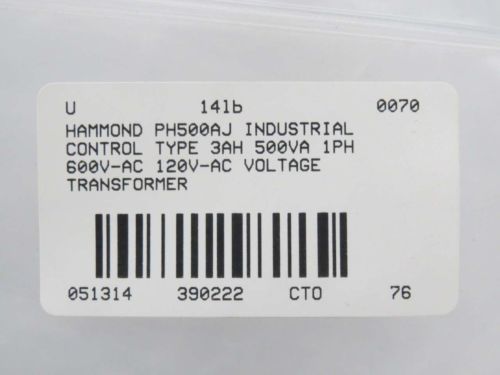 U 14lb 0070
HAMMOND PH500AJ INDUSTRIAL
CONTROL TYPE 3AH 500VA 1PH
600V-AC 120V-AC VOLTAGE
TRANSFORMER
051314 390222 CTO 76